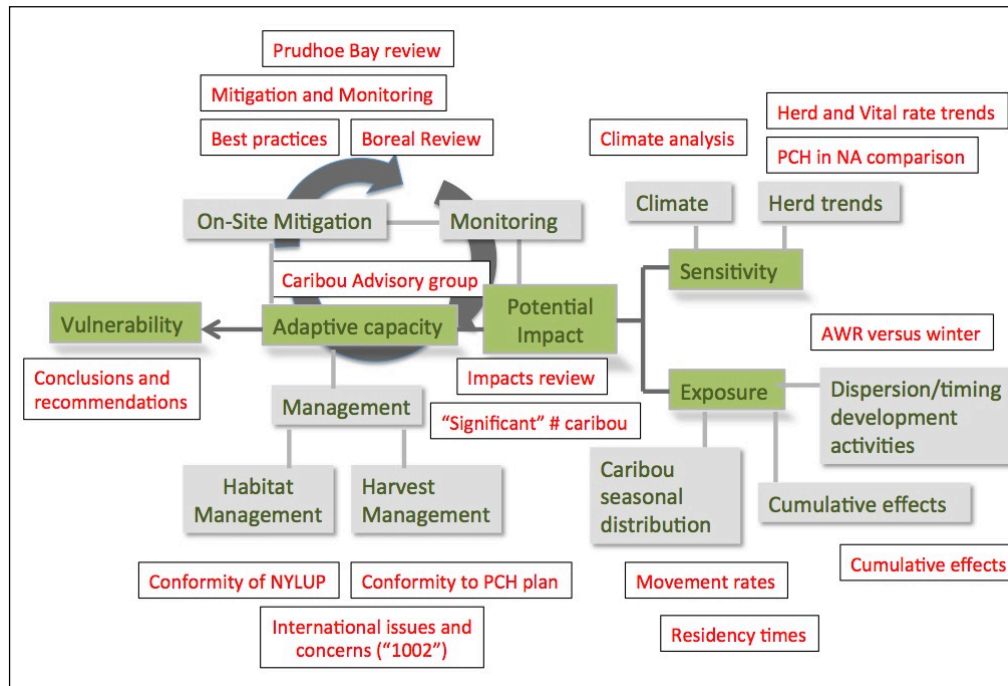 Prudhoe Bay review
Mitigation and Monitoring
Best practices
Boreal Review
Climate analysis
Herd and Vital rate trends
PCH in NA comparison
On-Site Mitigation
Monitoring
Climate
Herd trends
Caribou Advisory group
Sensitivity
Vulnerability
Adaptive capacity
Potential
Impact
AWR versus winter
Conclusions and
recommendations
Impacts review
Exposure
Dispersion/timing
development
activities
Management
"Significant" # caribou
Caribou
seasonal
distribution
Habitat
Management
Harvest
Management
Cumulative effects
Conformity of NYLUP
Conformity to PCH plan
Movement rates
Cumulative effects
International issues and
concerns ("1002")
Residency times